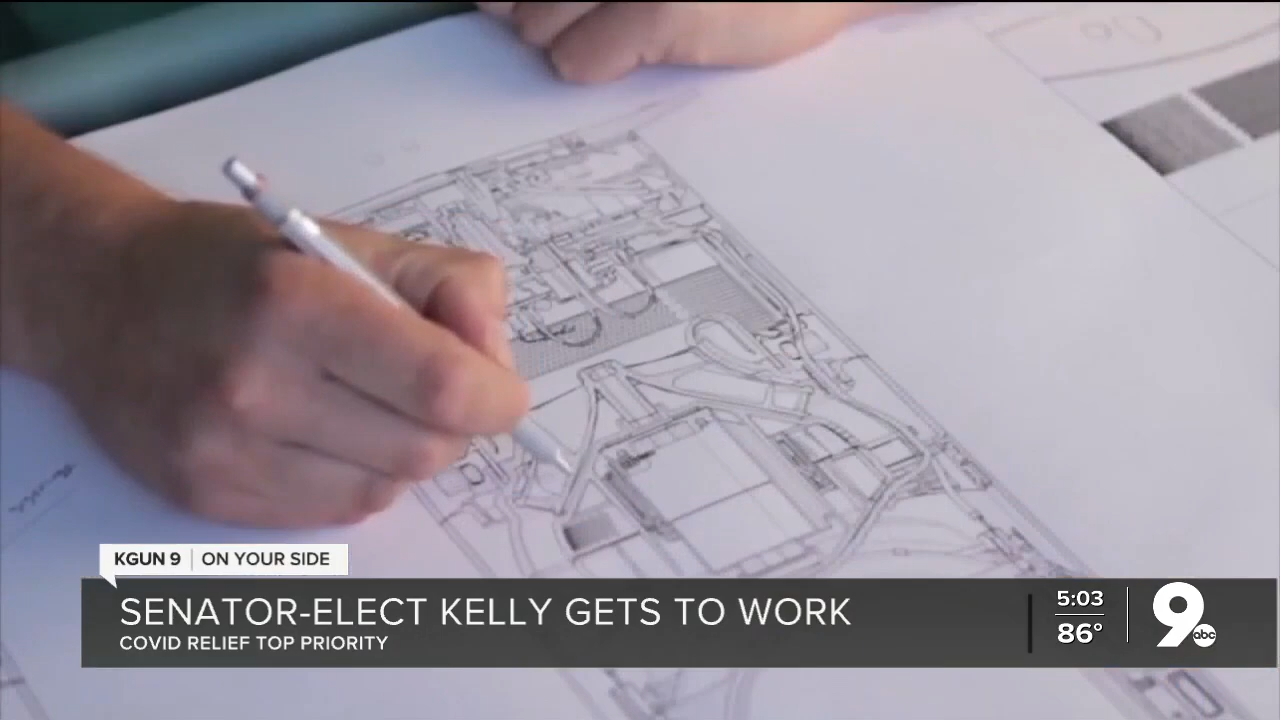 KGUN 9 | ON YOUR SIDE
SENATOR-ELECT KELLY GETS TO WORK
COVID RELIEF TOP PRIORITY
5:03
86°
9
abc